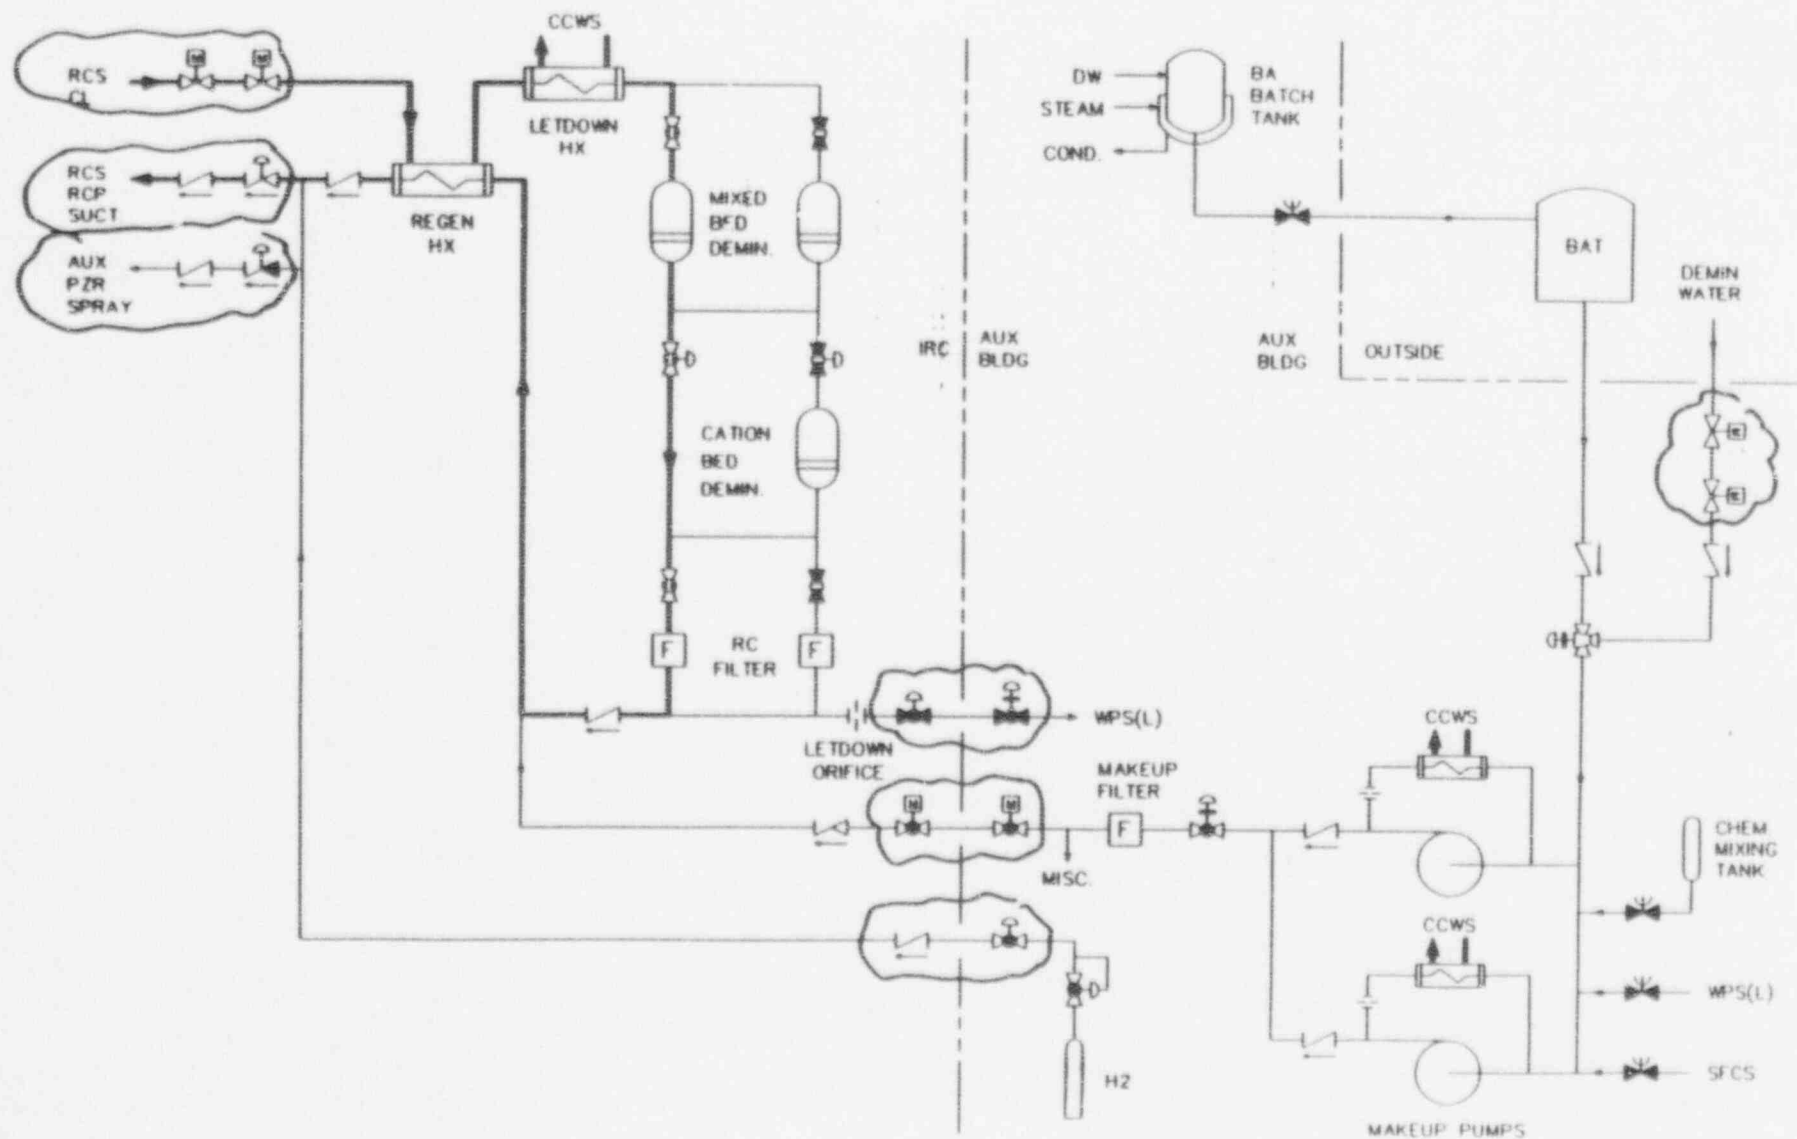 CCWS
RCS
CL
LETDOWN
HX
RCS
RCP
SUCT
REGEN
HX
AUX
PZR
SPRAY
MIXED
BED
DEMIN.
CATION
BED
DEMIN.
IRC
AUX
BLDG
RC
FILTER
F
F
LETDOWN
ORIFICE
WPS(L)
DW
STEAM
COND.
BA
BATCH
TANK
AUX
BLDG
OUTSIDE
BAT
DEMIN
WATER
M
M
M
M
MAKEUP
FILTER
F
MISC.
H2
CCWS
CCWS
CHEM
MIXING
TANK
WPS(L)
SFCS
MAKEUP PUMPS